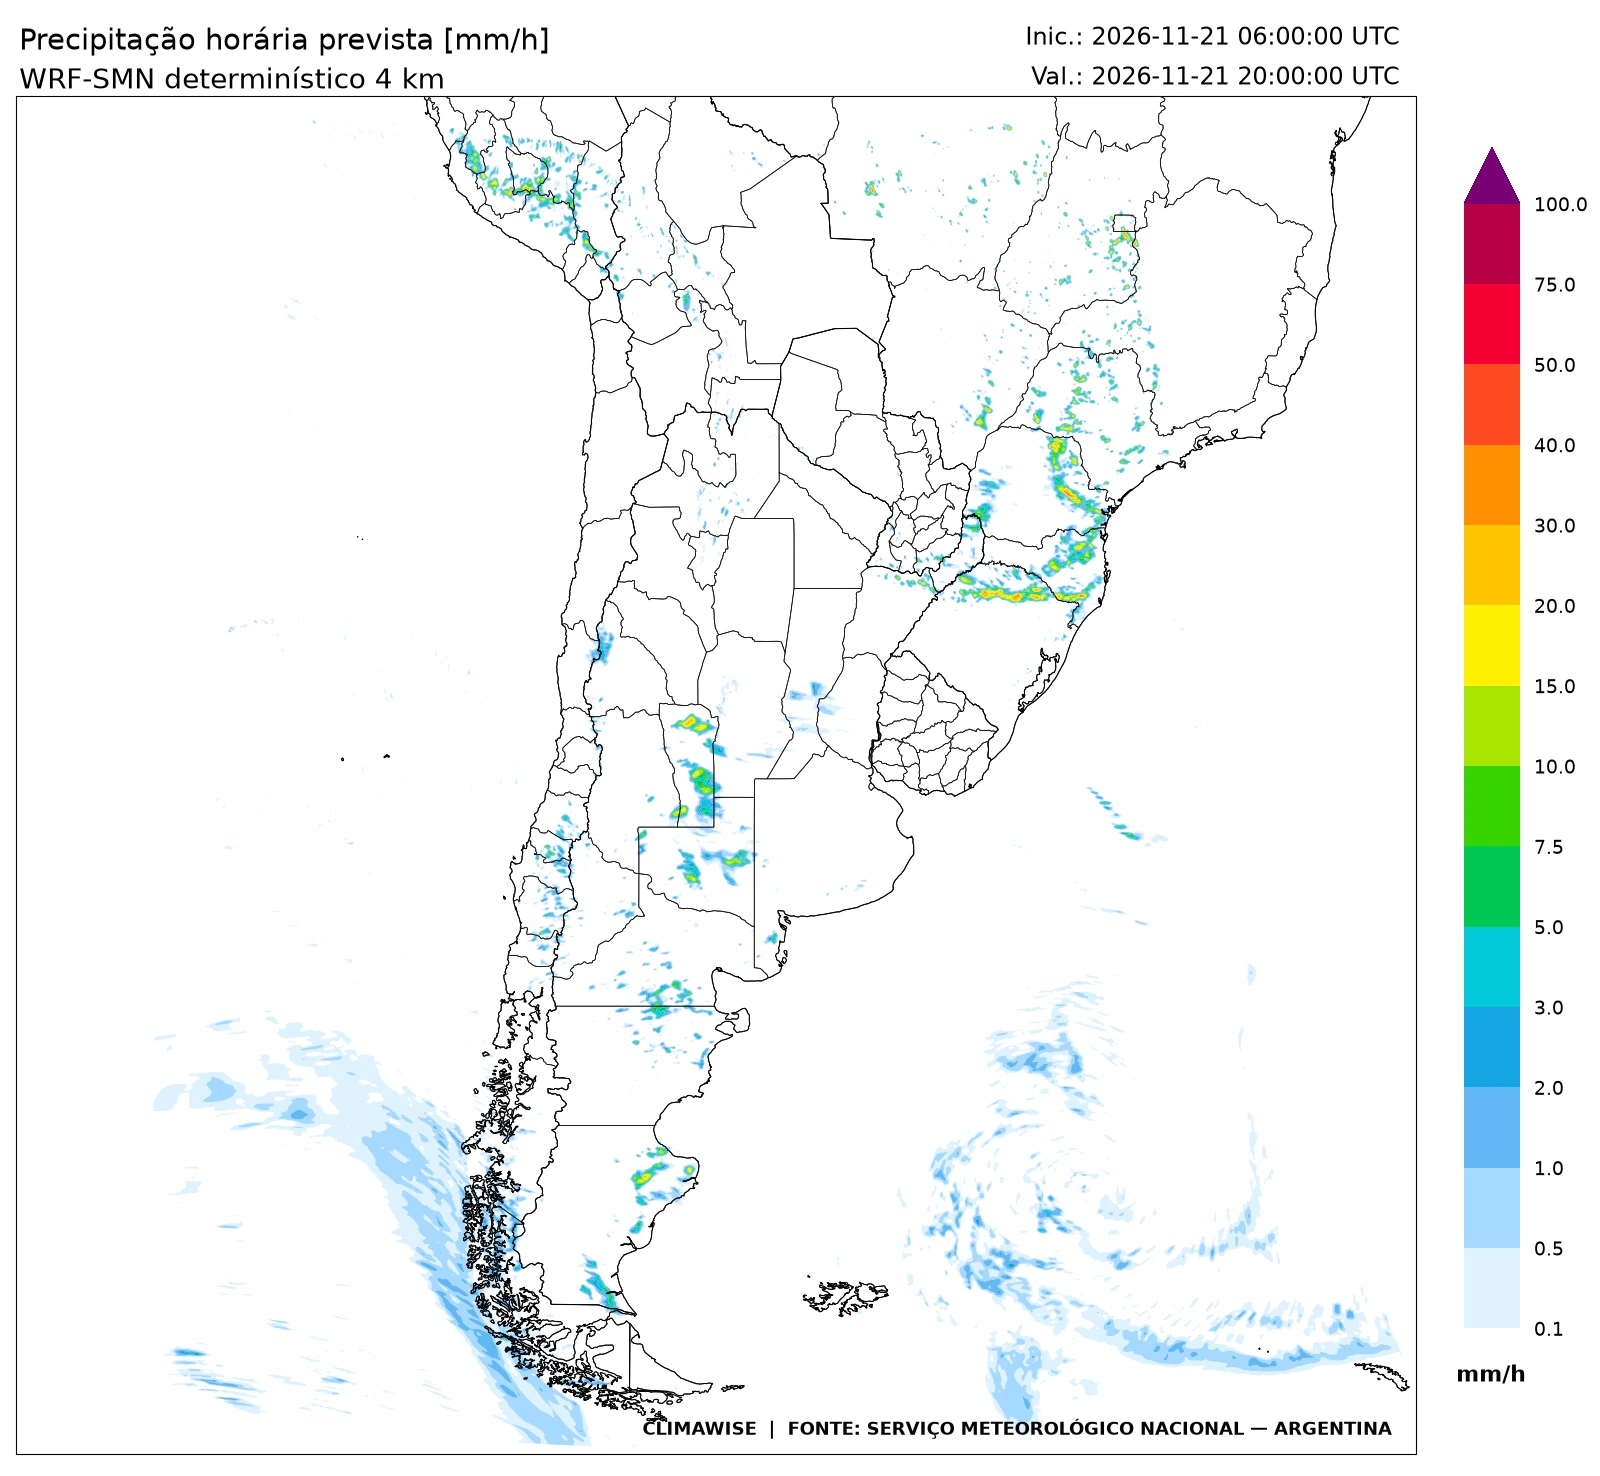 Precipitação horária prevista [mm/h]
WRF-SMN determinístico 4 km
Inic.: 2026-11-21 06:00:00 UTC
Val.: 2026-11-21 20:00:00 UTC
100.0
75.0
50.0
40.0
30.0
20.0
15.0
10.0
7.5
5.0
3.0
2.0
1.0
0.5
0.1
mm/h
CLIMAWISE | FONTE: SERVIÇO METEOROLÓGICO NACIONAL — ARGENTINA